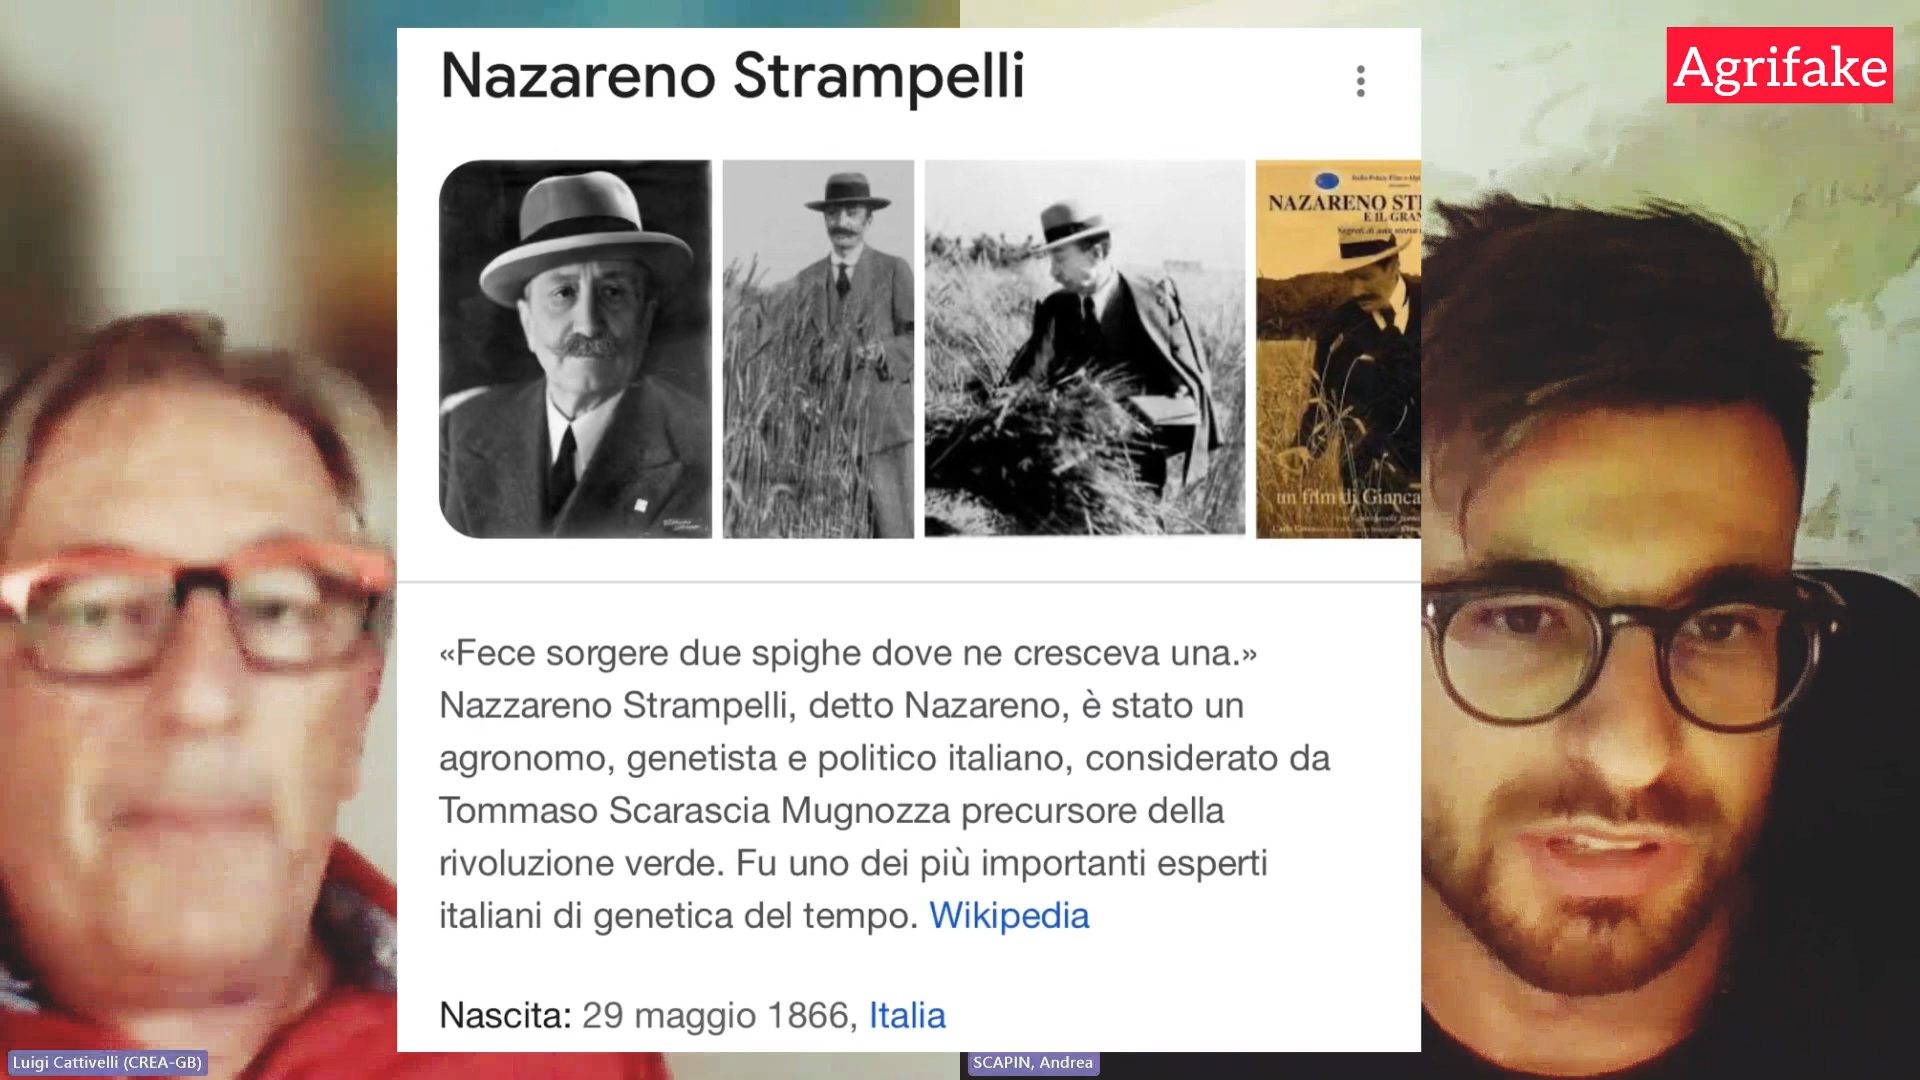 Nazareno Strampelli
Agrifake
NAZARENO
E IL
un film di
«Fece sorgere due spighe dove ne cresceva una.»
Nazzareno Strampelli, detto Nazareno, è stato un
agronomo, genetista e politico italiano, considerato da
Tommaso Scarascia Mugnozza precursore della
rivoluzione verde. Fu uno dei più importanti esperti
italiani di genetica del tempo. Wikipedia
Nascita: 29 maggio 1866, Italia
Luigi Cattivelli (CREA-GB)
SCAPIN, Andrea